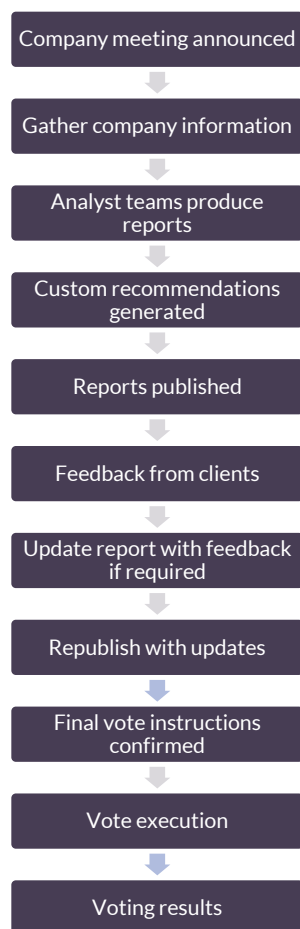 Company meeting announced
Gather company information
Analyst teams produce
reports
Custom recommendations
generated
Reports published
Feedback from clients
Update report with feedback
if required
Republish with updates
Final vote instructions
confirmed
Vote execution
Voting results